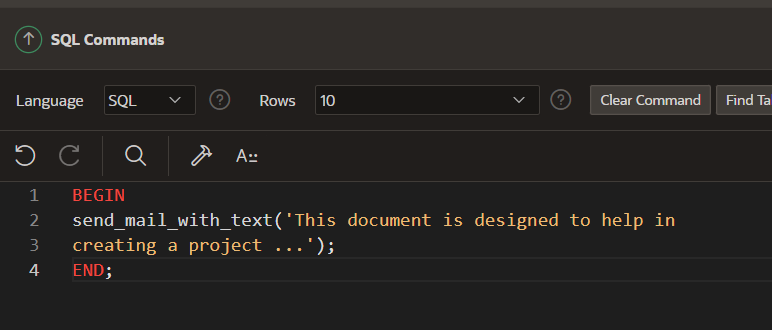 SQL Commands
Language SQL Rows 10 Clear Command Find Ta
A::
1 BEGIN
2 send_mail_with_text('This document is designed to help in
3 creating a project ...');
4 END;